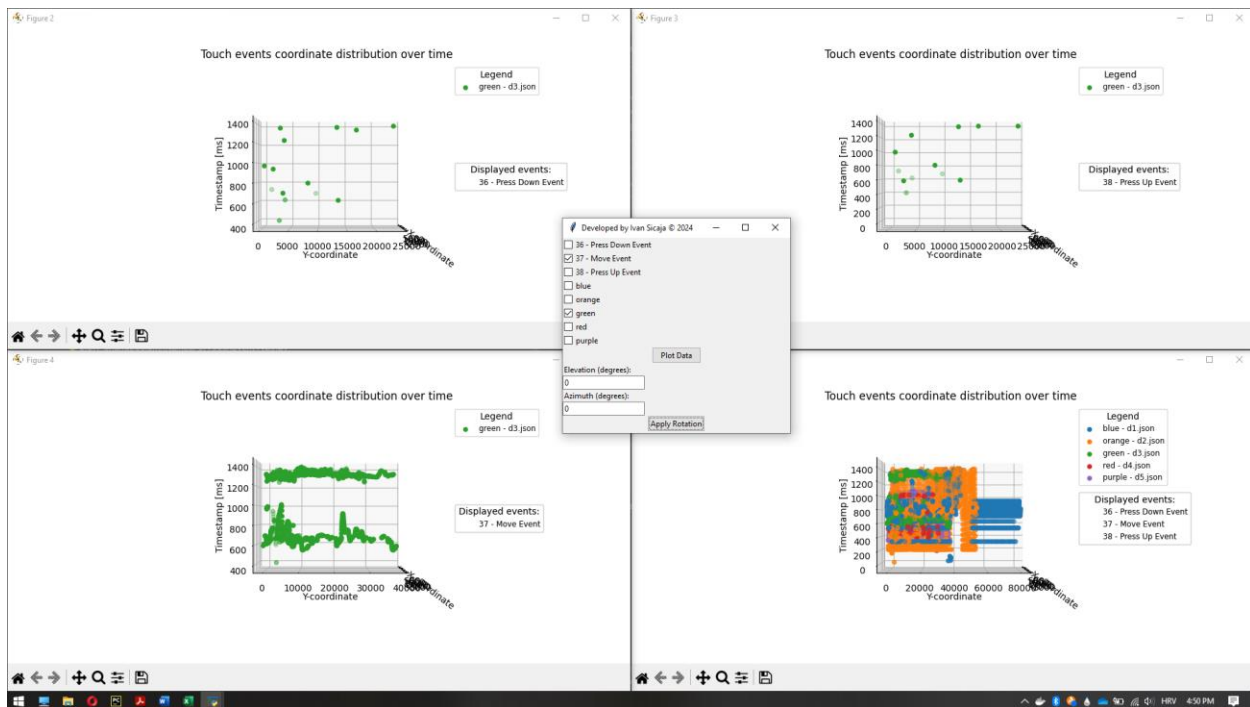 Figure 2
Touch events coordinate distribution over time
Legend
green - d3.json
Displayed events:
36 - Press Down Event
Timestamp [ms]
1400
1200
1000
800
600
400
0 5000 10000 15000 20000 25000
Y-coordinate
Figure 3
Touch events coordinate distribution over time
Legend
green - d3.json
Displayed events:
38 - Press Up Event
Timestamp [ms]
1400
1200
1000
800
600
400
200
0
0 5000 10000 15000 20000 25000
Y-coordinate
Developed by Ivan Sicaja © 2024
36 - Press Down Event
37 - Move Event
38 - Press Up Event
blue
orange
green
red
purple
Plot Data
Elevation (degrees):
0
Azimuth (degrees):
0
Apply Rotation
Figure 4
Touch events coordinate distribution over time
Legend
green - d3.json
Displayed events:
37 - Move Event
Timestamp [ms]
1400
1200
1000
800
600
400
0 10000 20000 30000
Y-coordinate
Touch events coordinate distribution over time
Legend
blue - d1.json
orange - d2.json
green - d3.json
red - d4.json
purple - d5.json
Displayed events:
36 - Press Down Event
37 - Move Event
38 - Press Up Event
Timestamp [ms]
1400
1200
1000
800
600
400
200
0
0 20000 40000 60000
Y-coordinate
HRV 4:50 PM